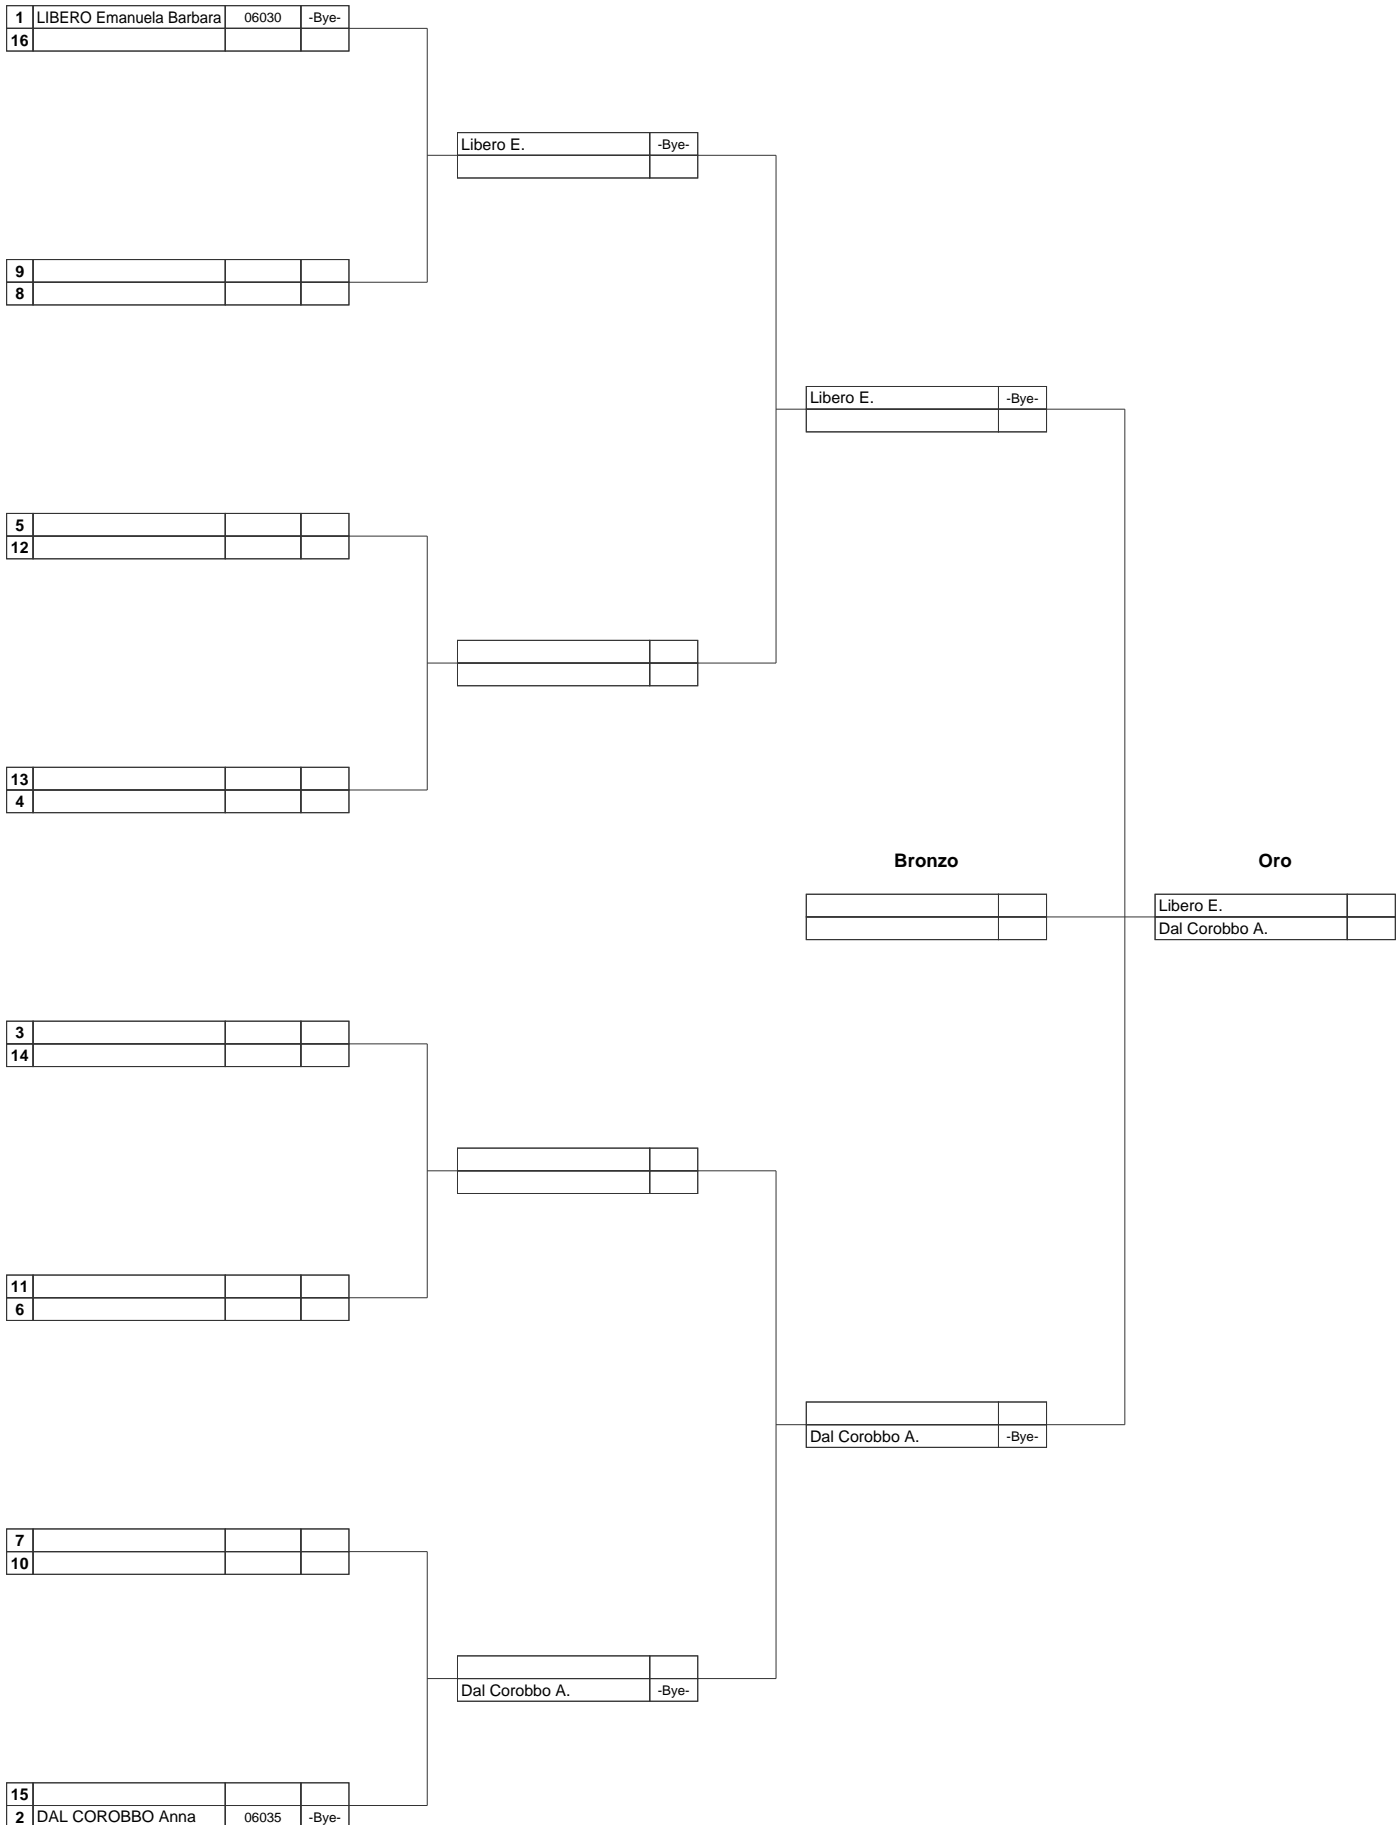 1 LIBERO Emanuela Barbara 06030 -Bye-
16
Libero E. -Bye-
9
8
Libero E. -Bye-
5
12
13
4
Bronzo Oro
Libero E.
Dal Corobbo A.
3
14
11
6
Dal Corobbo A. -Bye-
7
10
Dal Corobbo A. -Bye-
15
2 DAL COROBBO Anna 06035 -Bye-